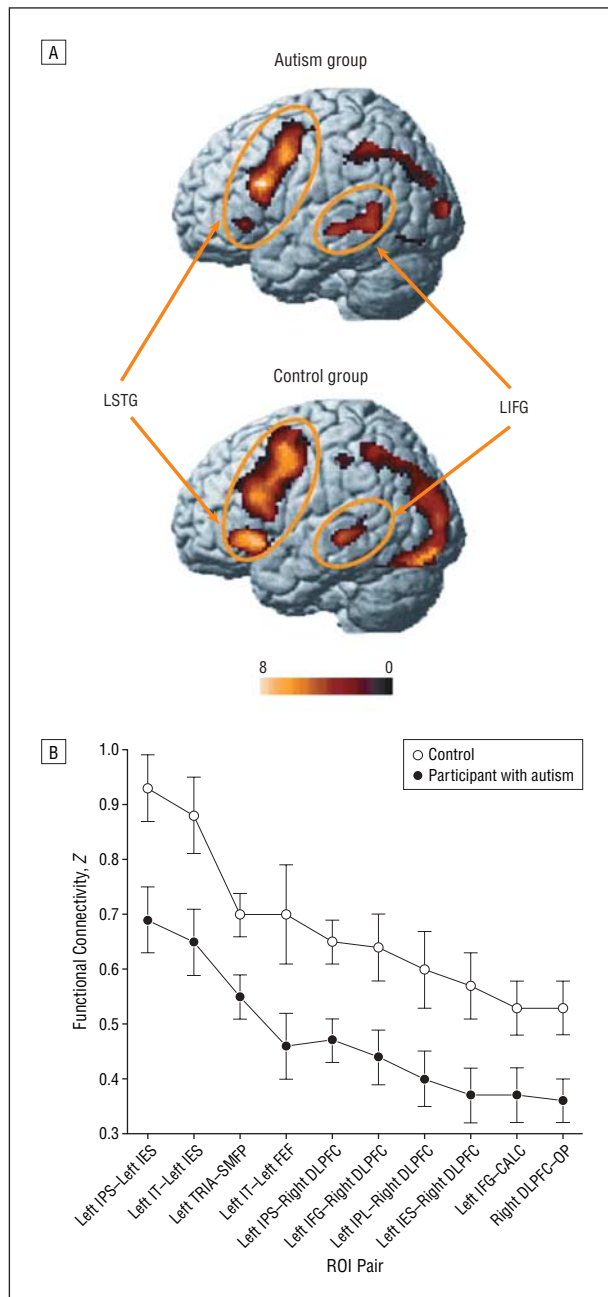 A
Autism group
LSTG
LIFG
Control group
8 0
B
Control
Participant with autism
Functional Connectivity, Z
1.0
0.9
0.8
0.7
0.6
0.5
0.4
0.3
Left IPS–Left IES
Left IT–Left IES
Left TRIA–SMFP
Left IT–Left FEF
Left IPS–Right DLPFC
Left IFG–Right DLPFC
Left IPL–Right DLPFC
Left IES–Right DLPFC
Left IFG–CALC
Right DLPFC–OP
ROI Pair